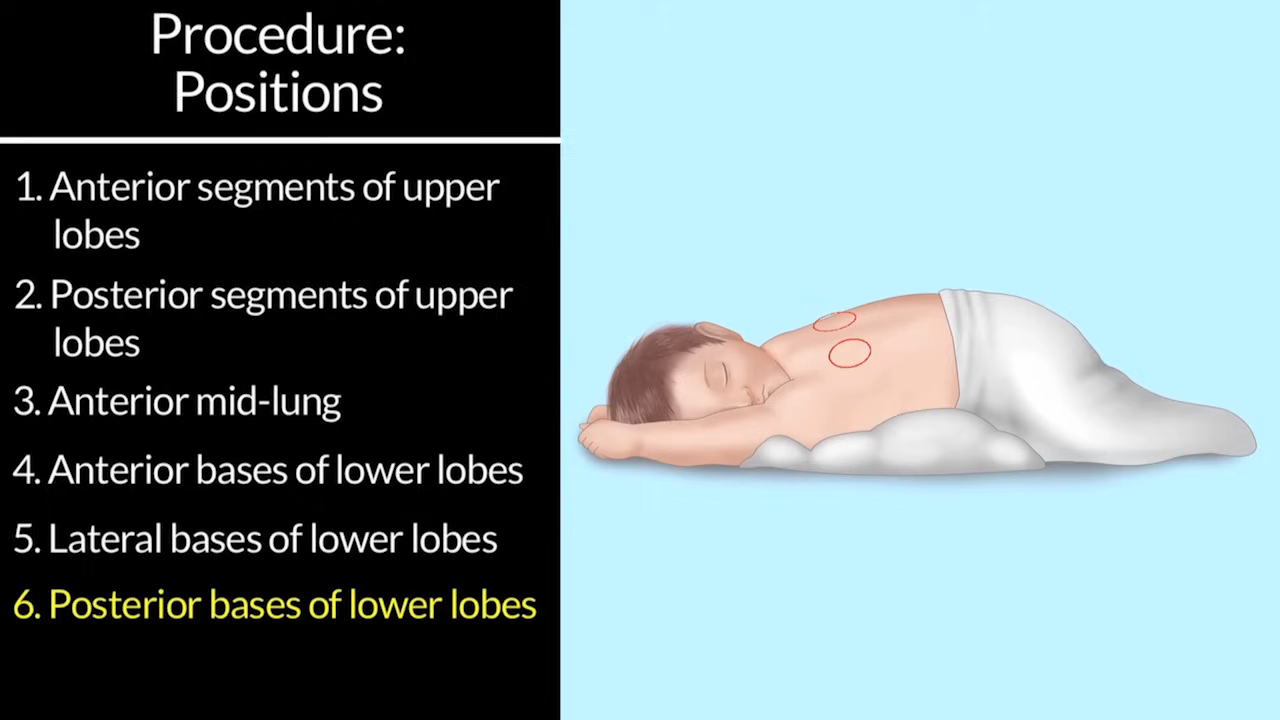 Procedure:
Positions
1. Anterior segments of upper
lobes
2. Posterior segments of upper
lobes
3. Anterior mid-lung
4. Anterior bases of lower lobes
5. Lateral bases of lower lobes
6. Posterior bases of lower lobes